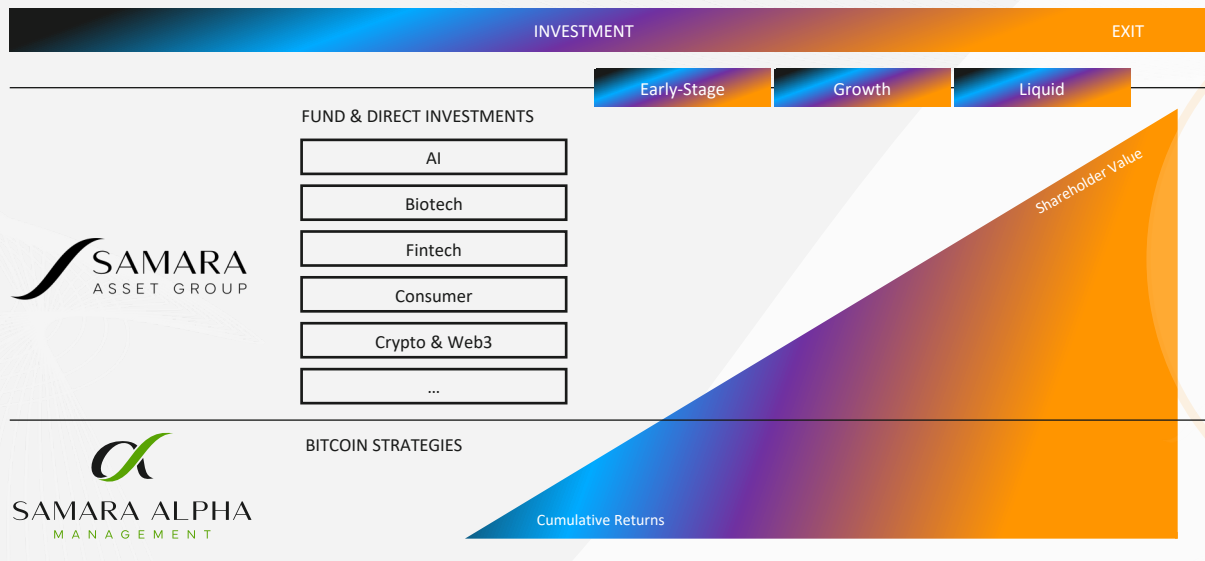 INVESTMENT
EXIT
Early-Stage
Growth
Liquid
FUND & DIRECT INVESTMENTS
AI
Biotech
Fintech
Consumer
Crypto & Web3
...
SAMARA
ASSET GROUP
Shareholder Value
BITCOIN STRATEGIES
SAMARA ALPHA
MANAGEMENT
Cumulative Returns